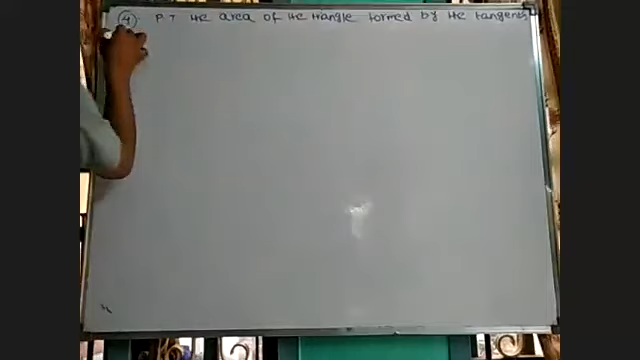 (4) P.T the area of the triangle formed by the tangents